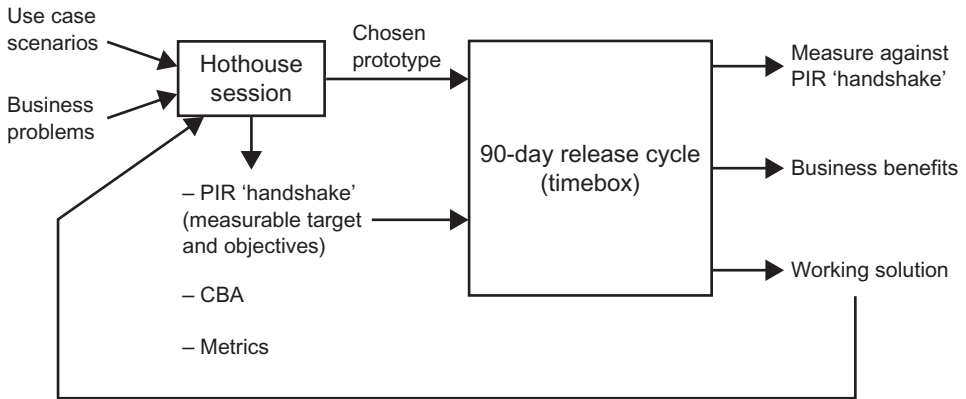 Use case
scenarios
Business
problems
Hothouse
session
Chosen
prototype
– PIR ‘handshake’
(measurable target
and objectives)
– CBA
– Metrics
90-day release cycle
(timebox)
Measure against
PIR ‘handshake’
Business benefits
Working solution